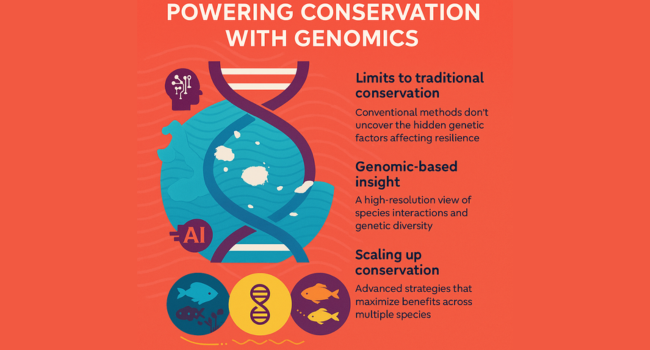 POWERING CONSERVATION
WITH GENOMICS
Limits to traditional
conservation
Conventional methods don't
uncover the hidden genetic
factors affecting resilience
Genomic-based
insight
A high-resolution view of
species interactions and
genetic diversity
AI
Scaling up
conservation
Advanced strategies that
maximize benefits across
multiple species